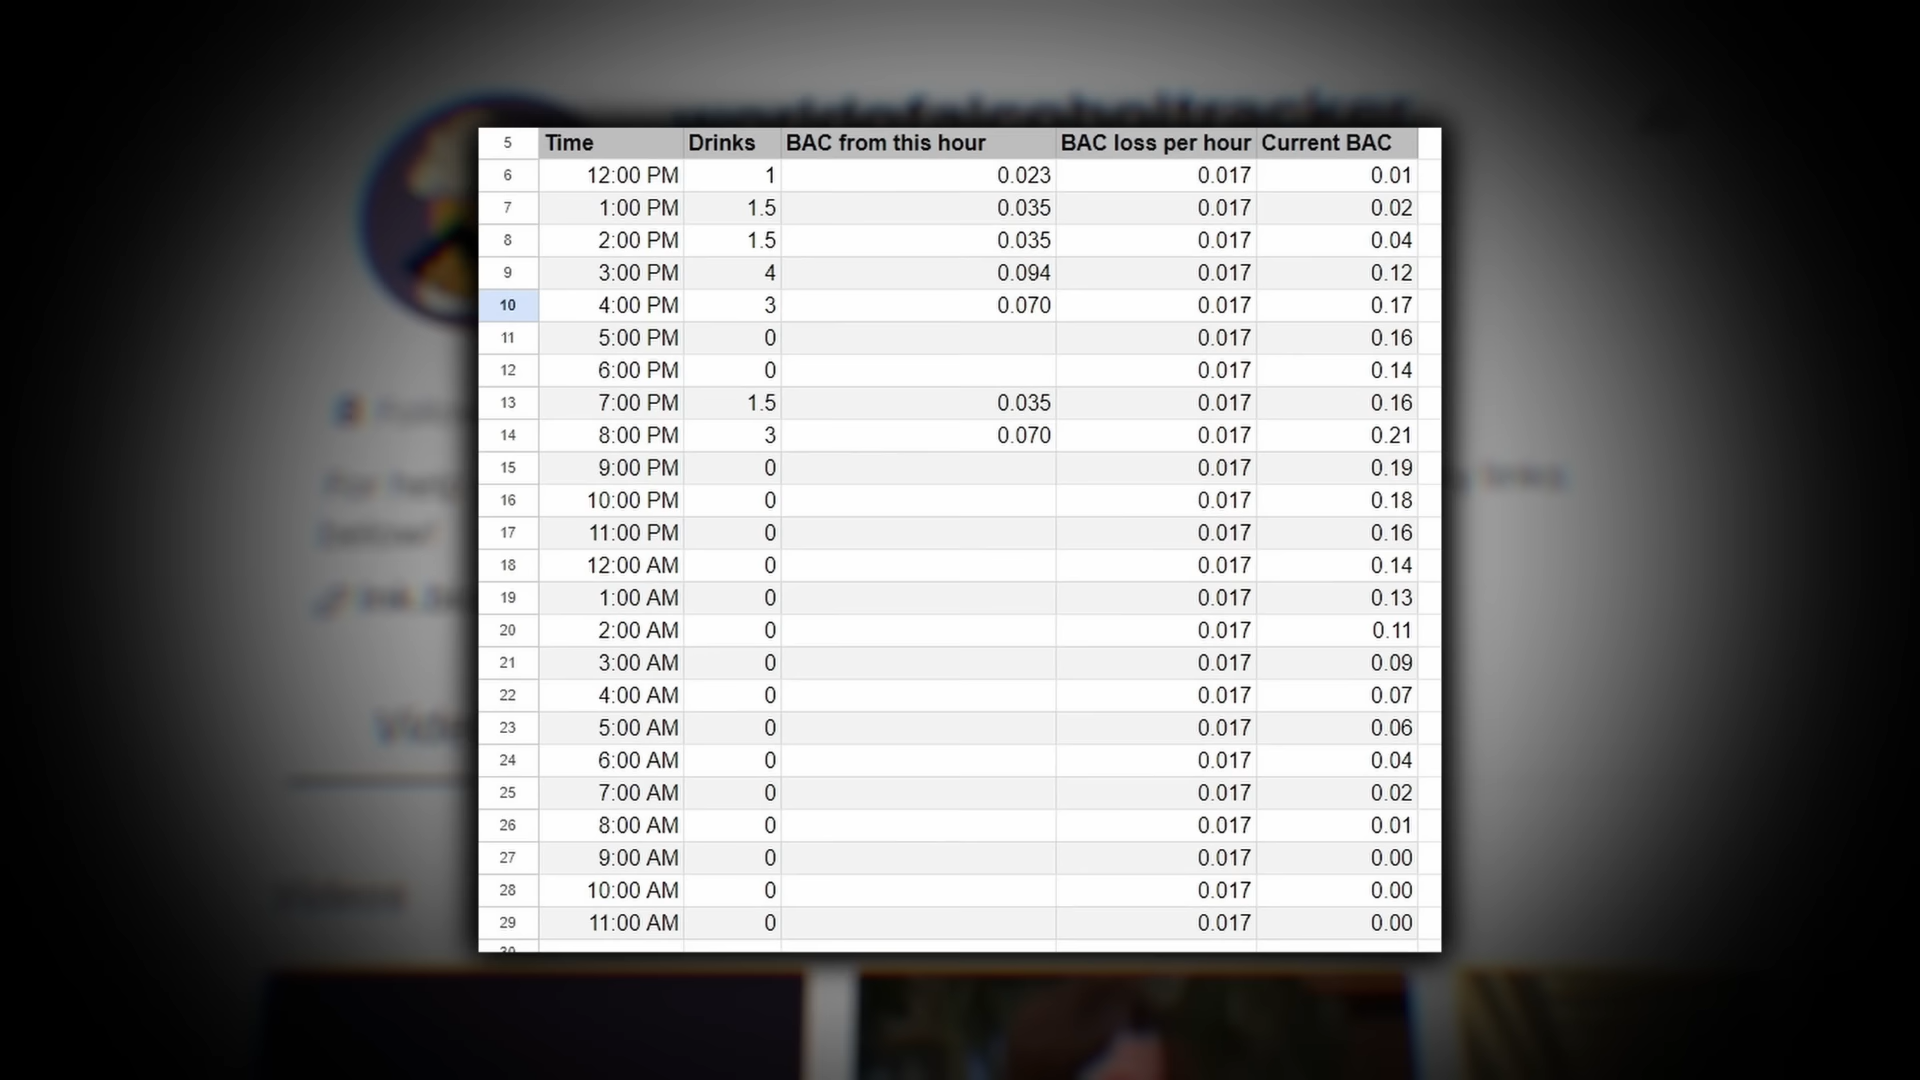 worldofalcoholtracker
5 Time Drinks BAC from this hour BAC loss per hour Current BAC
6 12:00 PM 1 0.023 0.017 0.01
7 1:00 PM 1.5 0.035 0.017 0.02
8 2:00 PM 1.5 0.035 0.017 0.04
9 3:00 PM 4 0.094 0.017 0.12
10 4:00 PM 3 0.070 0.017 0.17
11 5:00 PM 0 0.017 0.16
12 6:00 PM 0 0.017 0.14
13 7:00 PM 1.5 0.035 0.017 0.16
14 8:00 PM 3 0.070 0.017 0.21
15 9:00 PM 0 0.017 0.19
16 10:00 PM 0 0.017 0.18
17 11:00 PM 0 0.017 0.16
18 12:00 AM 0 0.017 0.14
19 1:00 AM 0 0.017 0.13
20 2:00 AM 0 0.017 0.11
21 3:00 AM 0 0.017 0.09
22 4:00 AM 0 0.017 0.07
23 5:00 AM 0 0.017 0.06
24 6:00 AM 0 0.017 0.04
25 7:00 AM 0 0.017 0.02
26 8:00 AM 0 0.017 0.01
27 9:00 AM 0 0.017 0.00
28 10:00 AM 0 0.017 0.00
29 11:00 AM 0 0.017 0.00
30